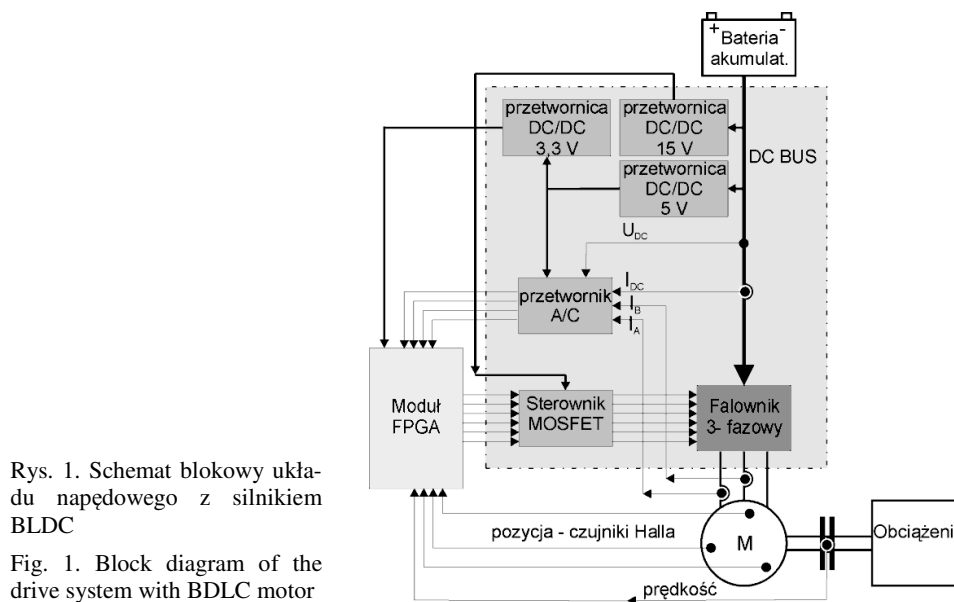 + Bateria -
akumulat.
przetwornica
DC/DC
3,3 V
przetwornica
DC/DC
15 V
DC BUS
przetwornica
DC/DC
5 V
U_DC
przetwornik
A/C
I_DC
I_B
I_A
Moduł
FPGA
Sterownik
MOSFET
Falownik
3- fazowy
pozycja - czujniki Halla
M
Obciążeni
prędkość
Rys. 1. Schemat blokowy ukła-
du napędowego z silnikiem
BLDC
Fig. 1. Block diagram of the
drive system with BDLC motor